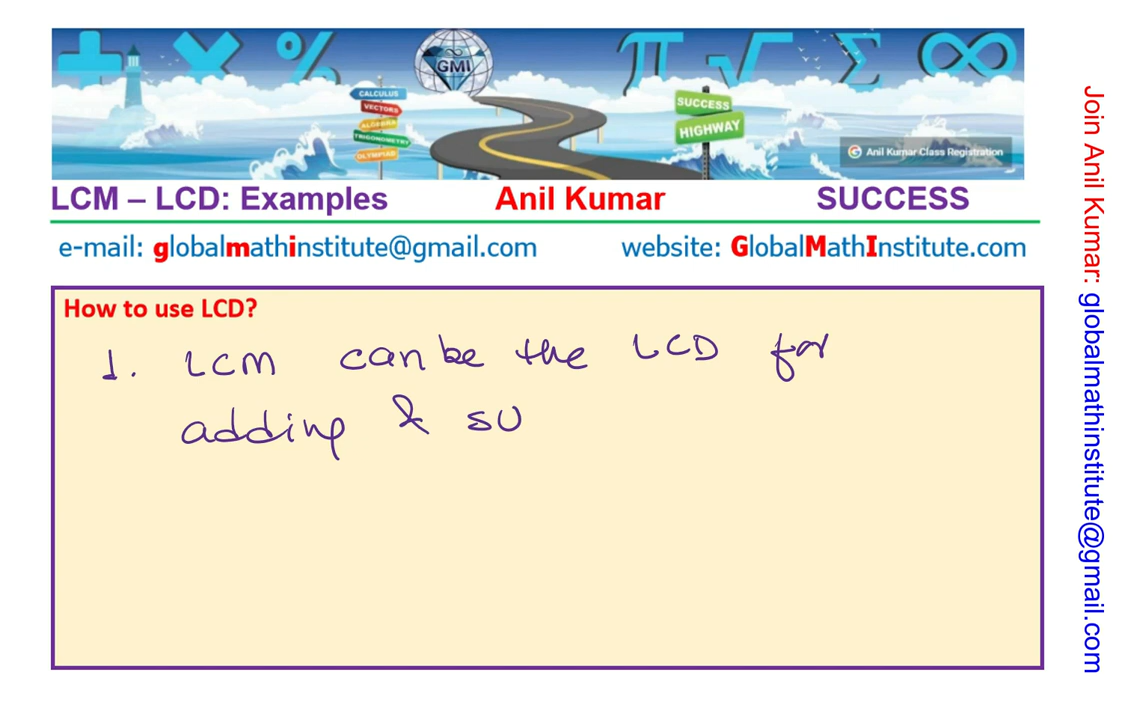 GMI
CALCULUS
VECTORS
ALGEBRA
TRIGONOMETRY
OLYMPIAD
SUCCESS
HIGHWAY
Anil Kumar Class Registration
LCM – LCD: Examples Anil Kumar SUCCESS
e-mail: globalmathinstitute@gmail.com website: GlobalMathInstitute.com
How to use LCD?
1. LCM can be the LCD for
adding & su
Join Anil Kumar: globalmathinstitute@gmail.com